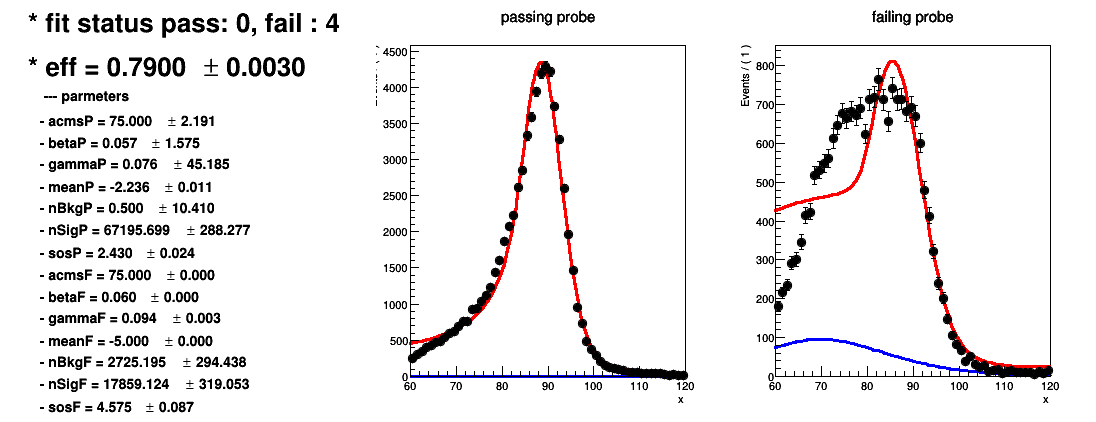 * fit status pass: 0, fail : 4
* eff = 0.7900 ± 0.0030
--- parmeters
- acmsP = 75.000 ± 2.191
- betaP = 0.057 ± 1.575
- gammaP = 0.076 ± 45.185
- meanP = -2.236 ± 0.011
- nBkgP = 0.500 ± 10.410
- nSigP = 67195.699 ± 288.277
- sosP = 2.430 ± 0.024
- acmsF = 75.000 ± 0.000
- betaF = 0.060 ± 0.000
- gammaF = 0.094 ± 0.003
- meanF = -5.000 ± 0.000
- nBkgF = 2725.195 ± 294.438
- nSigF = 17859.124 ± 319.053
- sosF = 4.575 ± 0.087
passing probe
4500
4000
3500
3000
2500
2000
1500
1000
500
0
60 70 80 90 100 110 120
x
failing probe
Events / ( 1 )
800
700
600
500
400
300
200
100
0
60 70 80 90 100 110 120
x